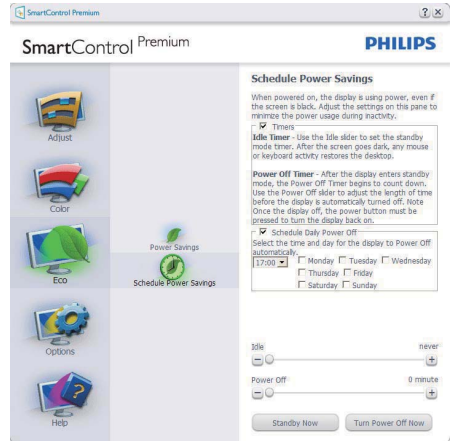 SmartControl Premium
SmartControl Premium
PHILIPS
Adjust
Color
Eco
Options
Help
Power Savings
Schedule Power Savings
Schedule Power Savings
When powered on, the display is using power, even if
the screen is black. Adjust the settings on this pane to
minimize the power usage during inactivity.
Timers
Idle Timer - Use the Idle slider to set the standby
mode timer. After the screen goes dark, any mouse
or keyboard activity restores the desktop.
Power Off Timer - After the display enters standby
mode, the Power Off Timer begins to count down.
Use the Power Off slider to adjust the length of time
before the display is automatically turned off. Note
Once the display off, the power button must be
pressed to turn the display back on.
Schedule Daily Power Off
Select the time and day for the display to Power Off
automatically.
17:00 Monday Tuesday Wednesday
Thursday Friday
Saturday Sunday
Idle never
Power Off 0 minute
Standby Now Turn Power Off Now